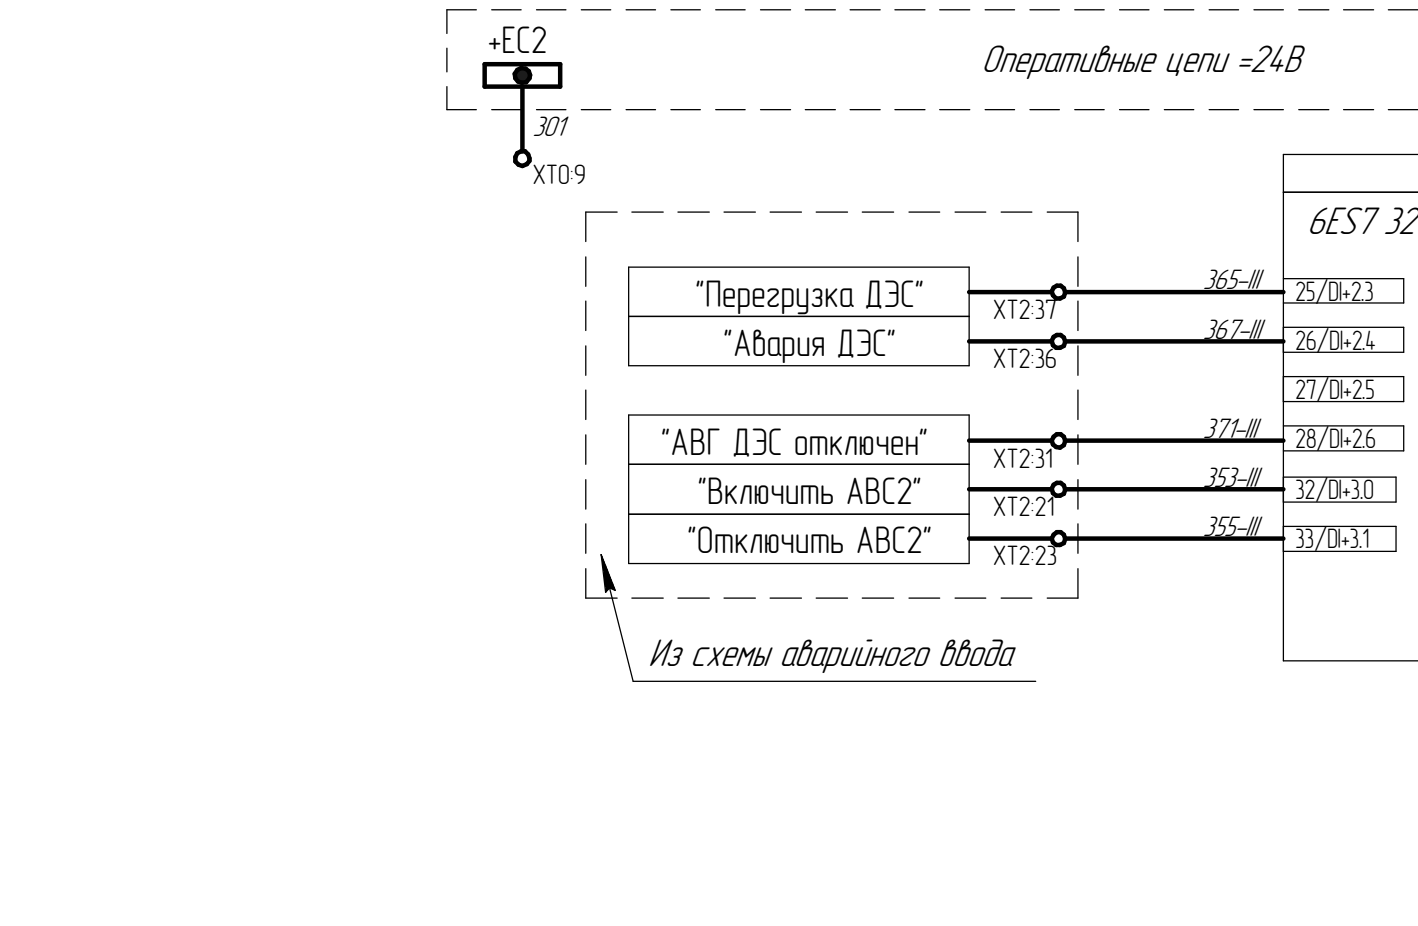 +EC2
Оперативные цепи =24В
301
XT0:9
6ES7 32
"Перегрузка ДЭС"
XT2:37
365-III
25/DI+2.3
"Авария ДЭС"
XT2:36
367-III
26/DI+2.4
27/DI+2.5
"АВГ ДЭС отключен"
XT2:31
371-III
28/DI+2.6
"Включить АВС2"
XT2:21
353-III
32/DI+3.0
"Отключить АВС2"
XT2:23
355-III
33/DI+3.1
Из схемы аварийного ввода